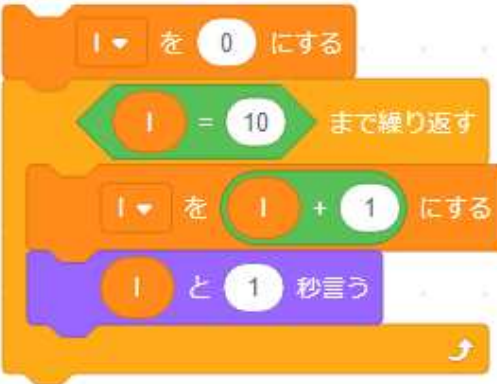 I を 0 にする
I = 10 まで繰り返す
I を I + 1 にする
I と 1 秒言う